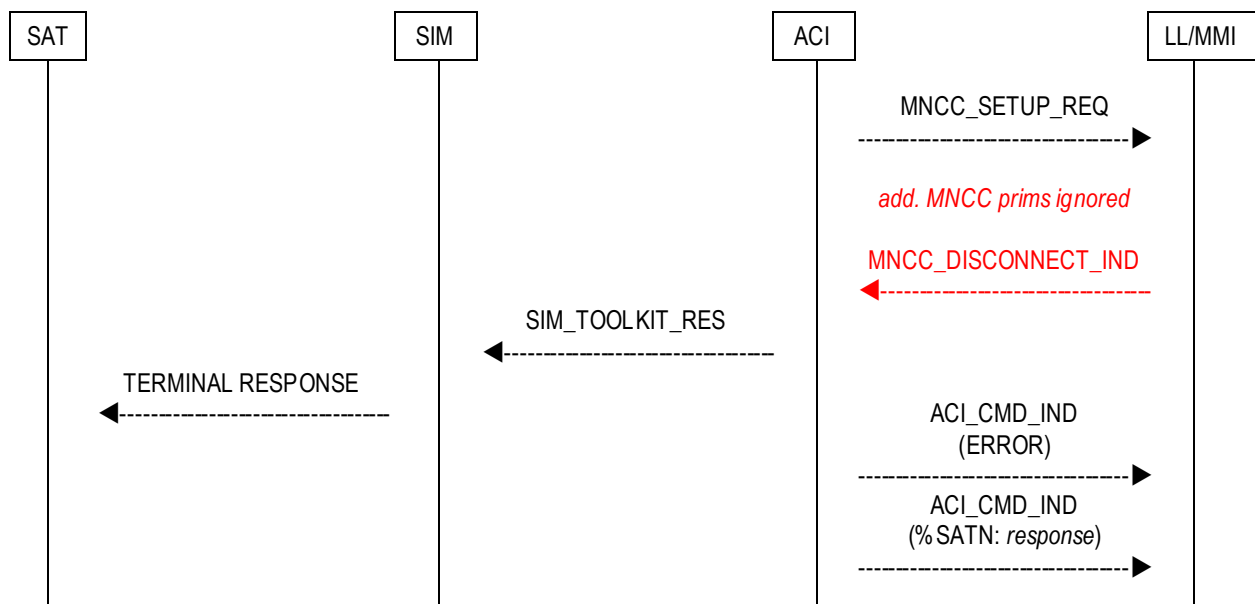 SAT
SIM
ACI
LL/MMI
MNCC_SETUP_REQ
add. MNCC prims ignored
MNCC_DISCONNECT_IND
SIM_TOOLKIT_RES
TERMINAL RESPONSE
ACI_CMD_IND
(ERROR)
ACI_CMD_IND
(%SATN: response)